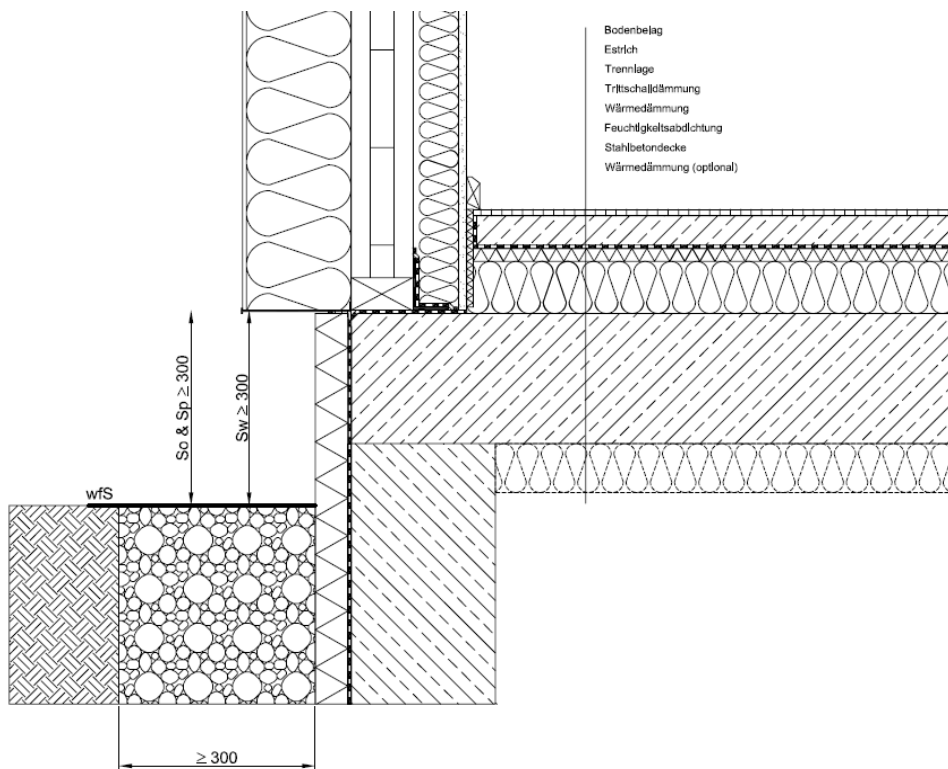 Bodenbelag
Estrich
Trennlage
Trittschalldämmung
Wärmedämmung
Feuchtigkeitsabdichtung
Stahlbetondecke
Wärmedämmung (optional)
So & Sp ≥ 300
Sw ≥ 300
wfS
≥ 300